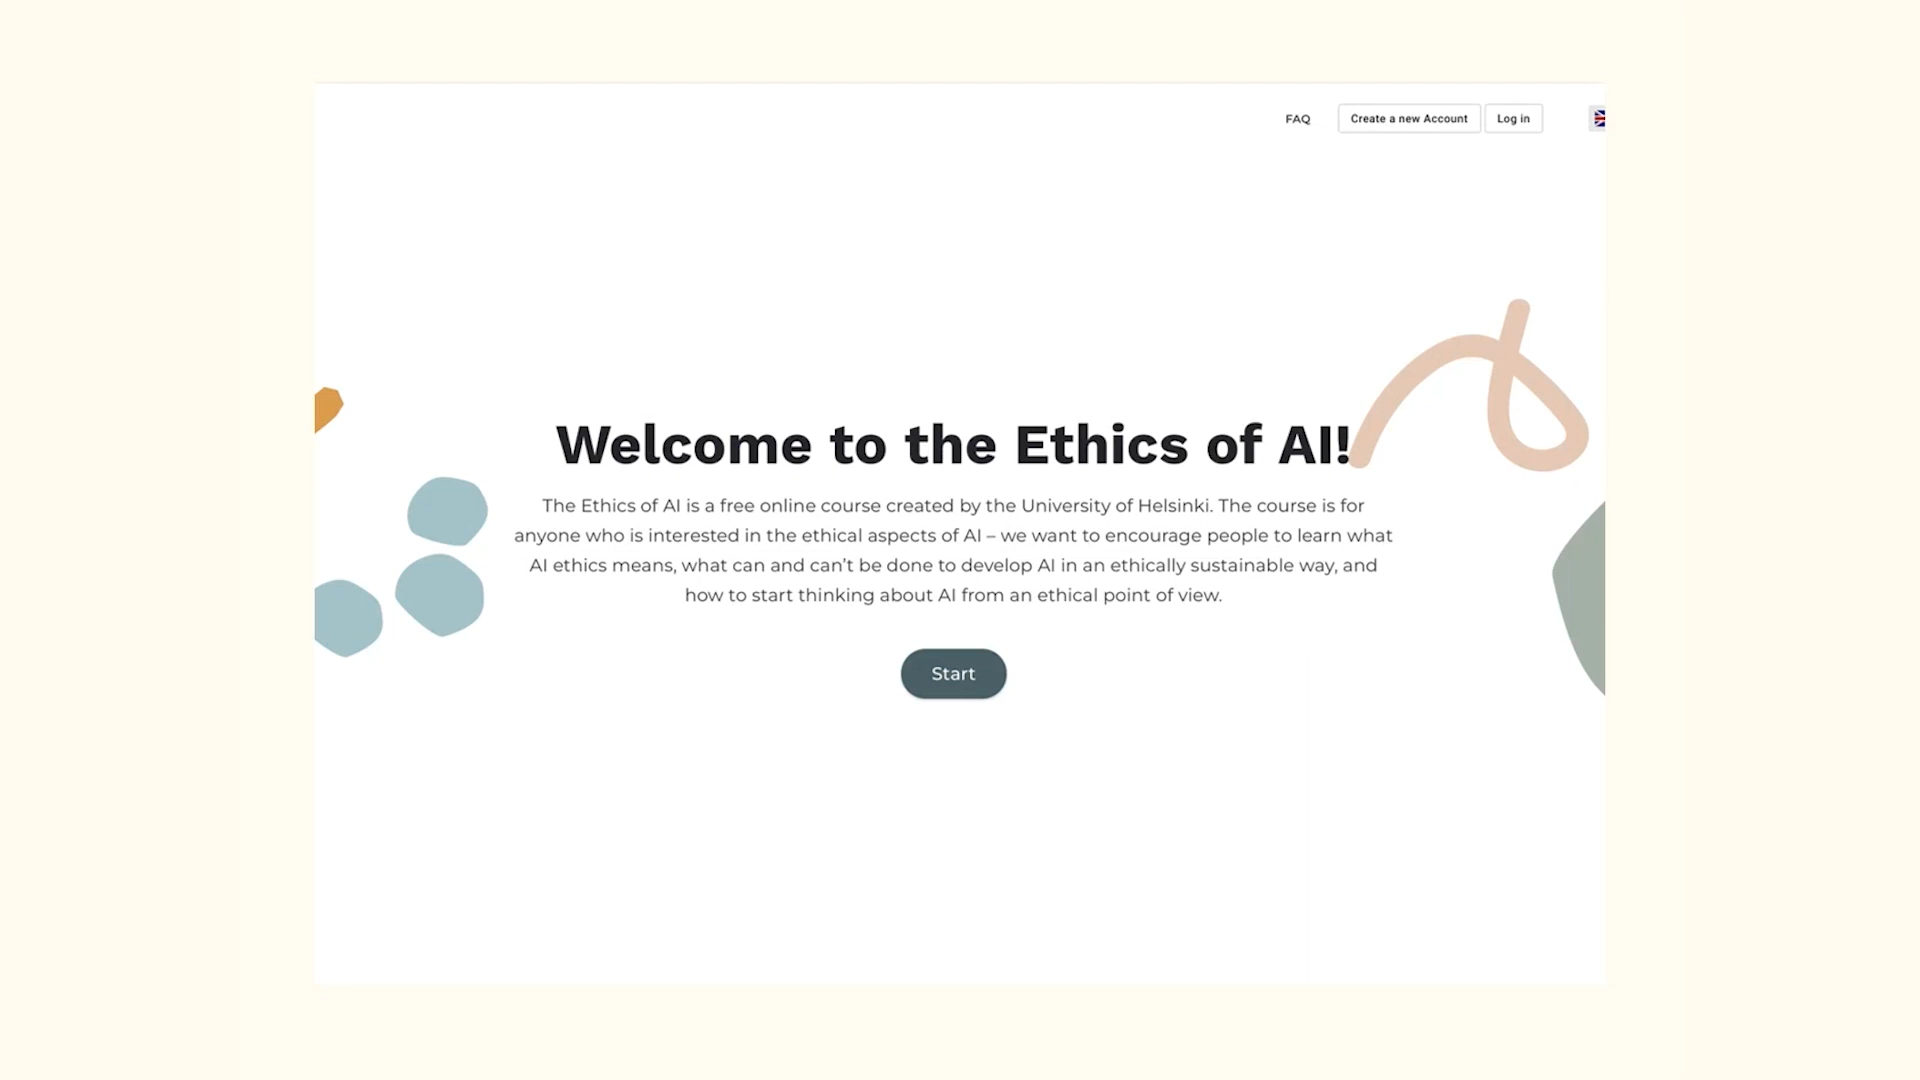 FAQ
Create a new Account
Log in
Welcome to the Ethics of AI!
The Ethics of AI is a free online course created by the University of Helsinki. The course is for
anyone who is interested in the ethical aspects of AI – we want to encourage people to learn what
AI ethics means, what can and can’t be done to develop AI in an ethically sustainable way, and
how to start thinking about AI from an ethical point of view.
Start